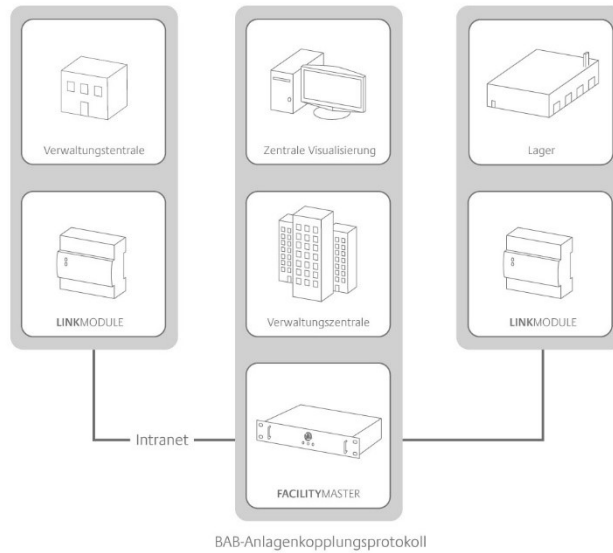 Verwaltungstentrale
Zentrale Visualisierung
Lager
LINKMODULE
Verwaltungszentrale
LINKMODULE
Intranet
FACILITYMASTER
BAB-Anlagenkopplungsprotokoll